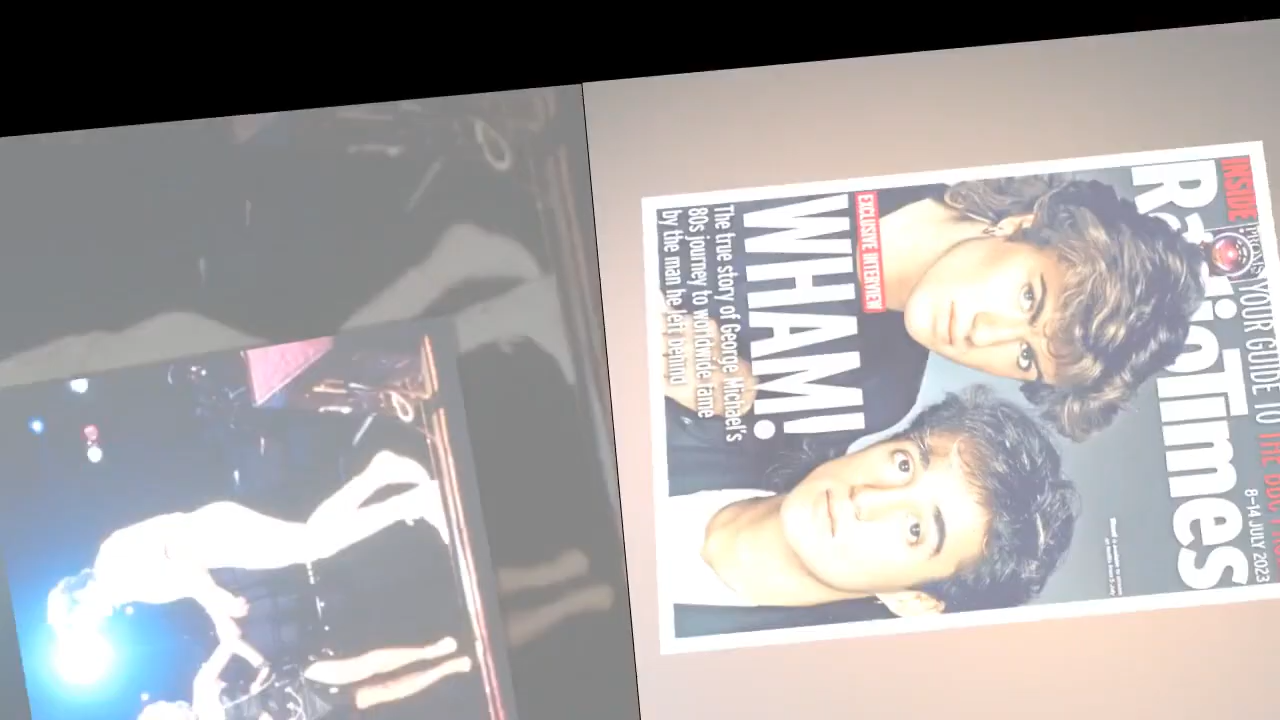 INSIDE
YOUR GUIDE TO THE
8-14 JULY 2023
RadioTimes
EXCLUSIVE INTERVIEW
WHAM!
The true story of George Michael's
80s journey to worldwide fame
by the man he left behind